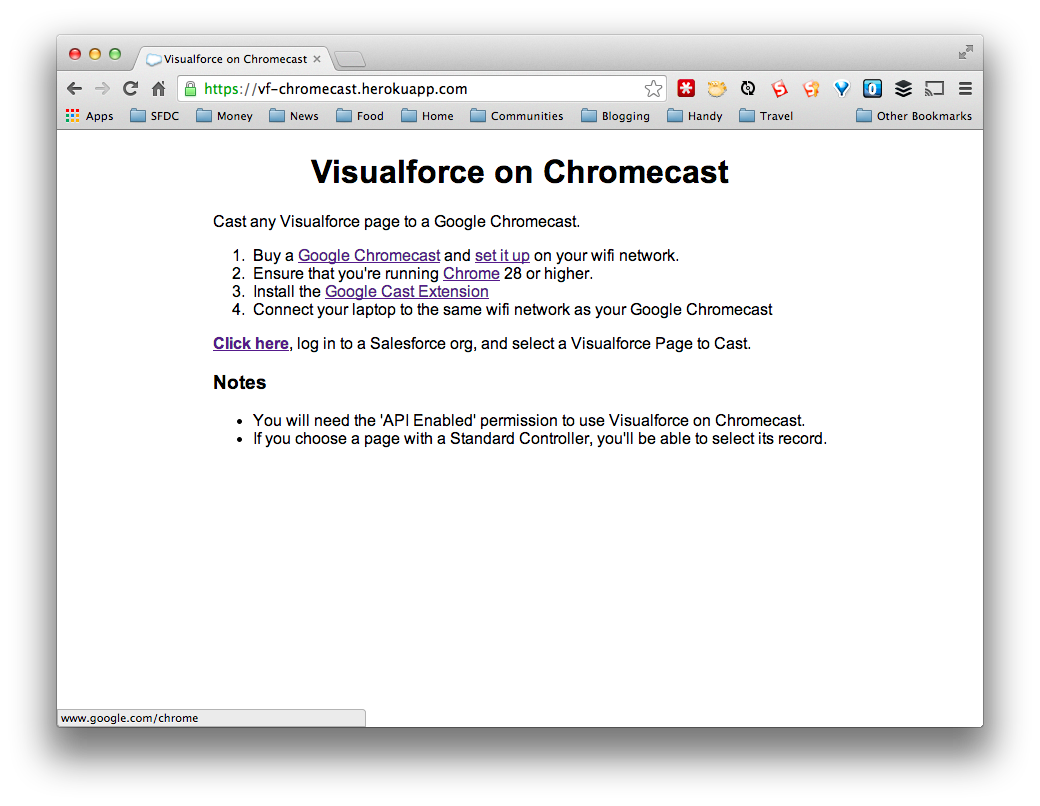 Visualforce on Chromecast
https://vf-chromecast.herokuapp.com
Apps SFDC Money News Food Home Communities Blogging Handy Travel Other Bookmarks
Visualforce on Chromecast
Cast any Visualforce page to a Google Chromecast.
1. Buy a Google Chromecast and set it up on your wifi network.
2. Ensure that you're running Chrome 28 or higher.
3. Install the Google Cast Extension
4. Connect your laptop to the same wifi network as your Google Chromecast
Click here, log in to a Salesforce org, and select a Visualforce Page to Cast.
Notes
• You will need the 'API Enabled' permission to use Visualforce on Chromecast.
• If you choose a page with a Standard Controller, you'll be able to select its record.
www.google.com/chrome